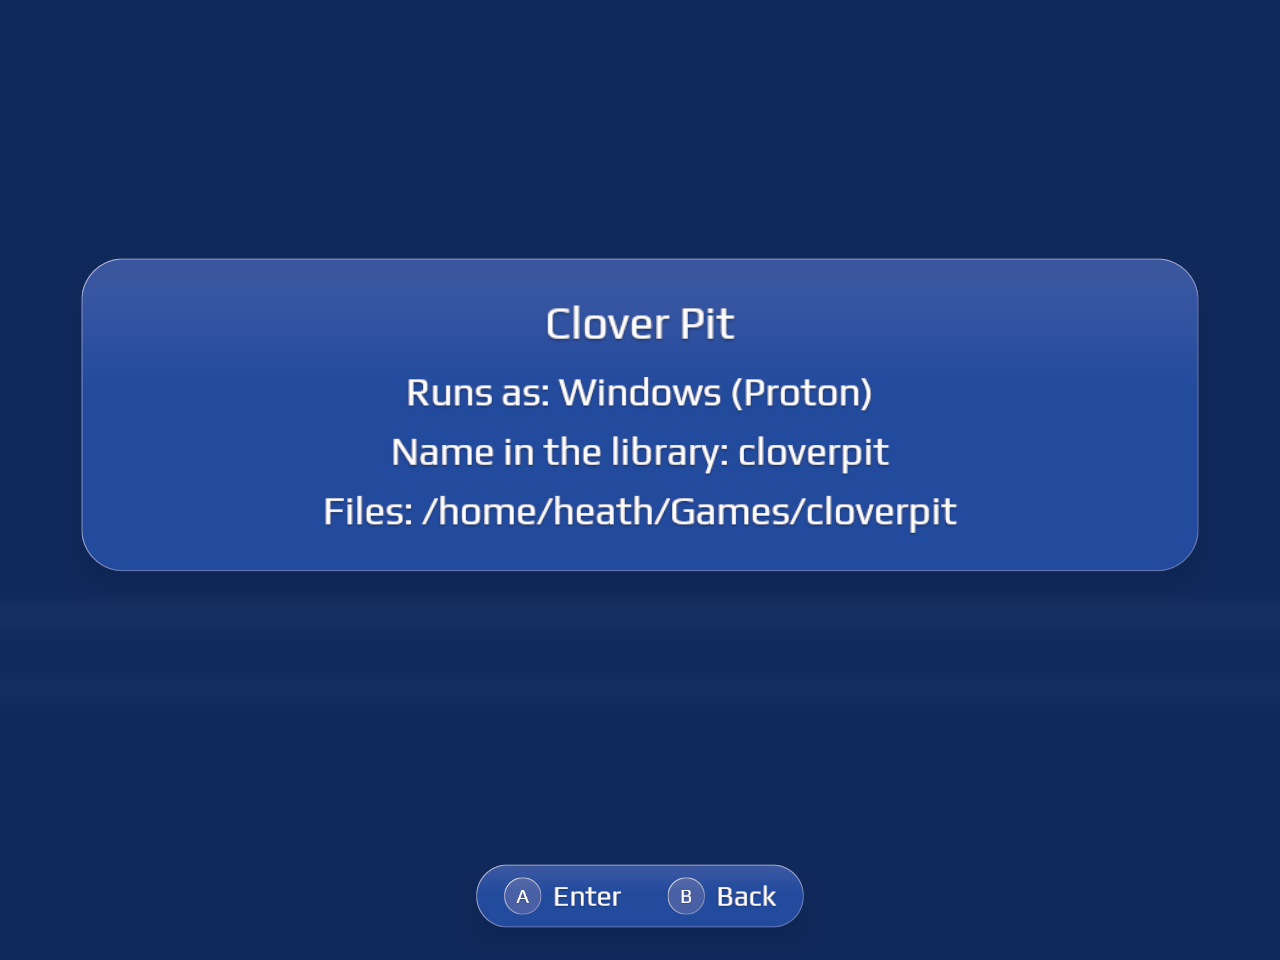 Clover Pit
Runs as: Windows (Proton)
Name in the library: cloverpit
Files: /home/heath/Games/cloverpit
A Enter B Back